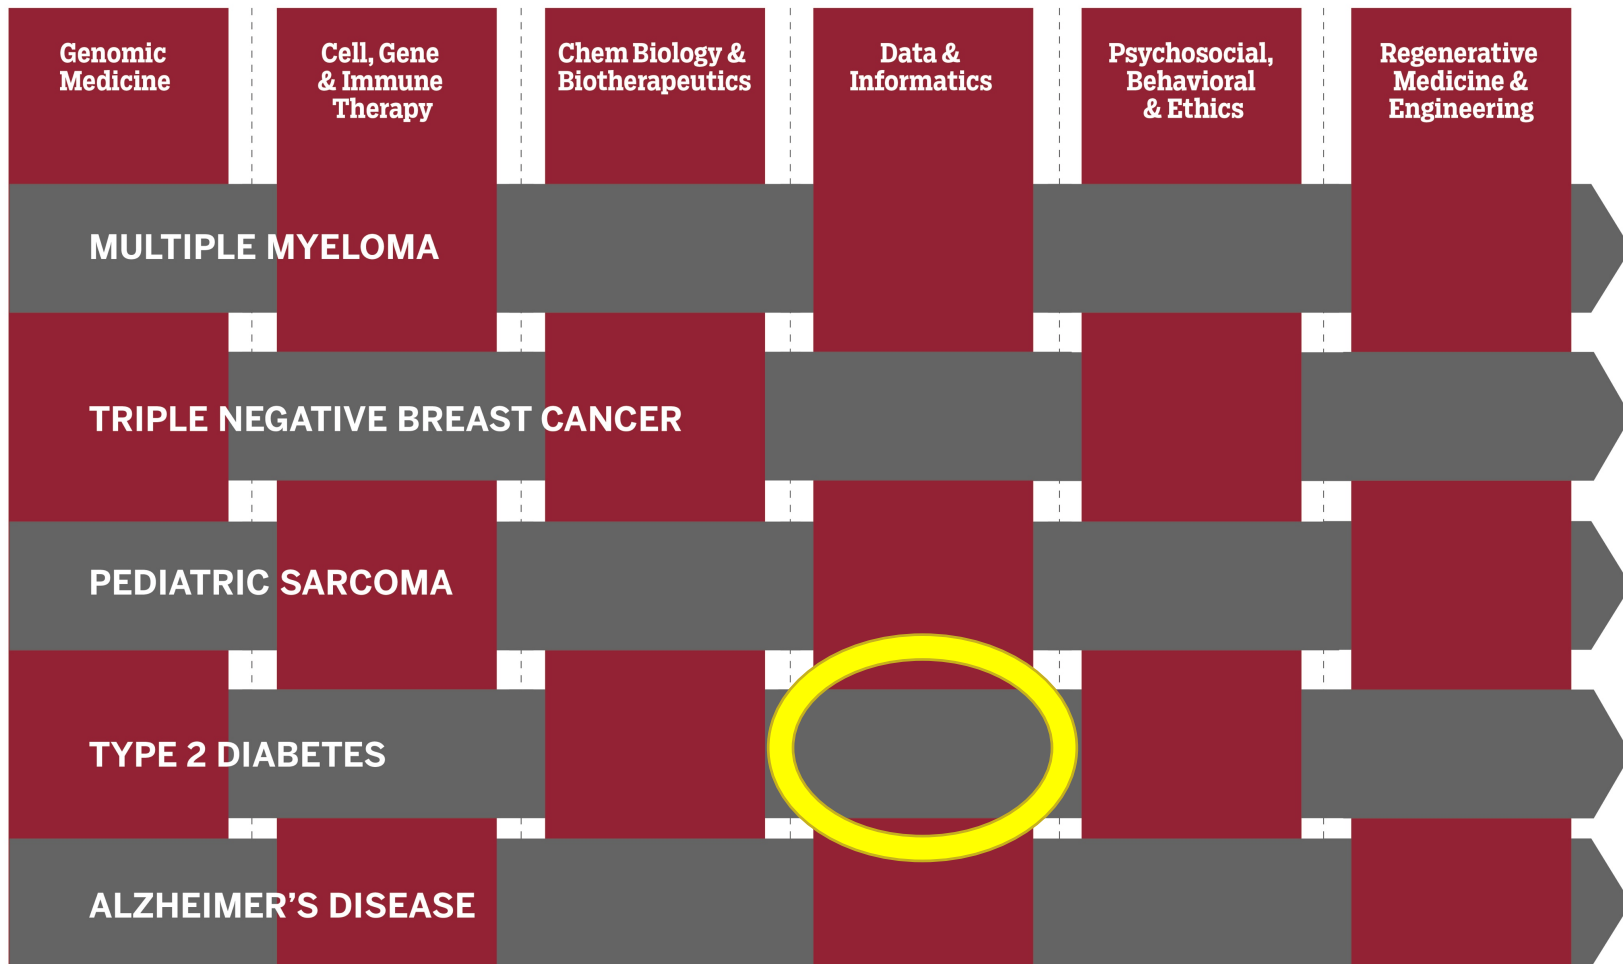 Genomic
Medicine
Cell, Gene
& Immune
Therapy
Chem Biology &
Biotherapeutics
Data &
Informatics
Psychosocial,
Behavioral
& Ethics
Regenerative
Medicine &
Engineering
MULTIPLE MYELOMA
TRIPLE NEGATIVE BREAST CANCER
PEDIATRIC SARCOMA
TYPE 2 DIABETES
ALZHEIMER’S DISEASE